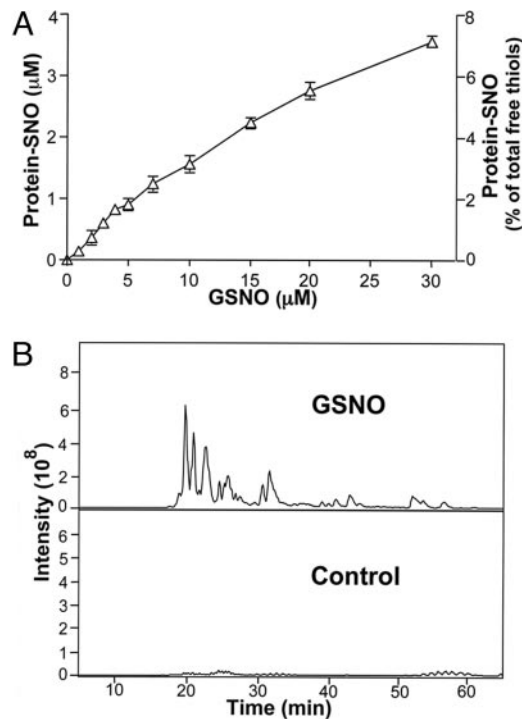 A
Protein-SNO (μM)
4
3
2
1
0
8
6
4
2
0
Protein-SNO
(% of total free thiols)
0 5 10 15 20 25 30
GSNO (μM)
B
Intensity (10⁸)
8
6
4
2
0
GSNO
6
5
4
3
2
1
0
Control
10 20 30 40 50 60
Time (min)